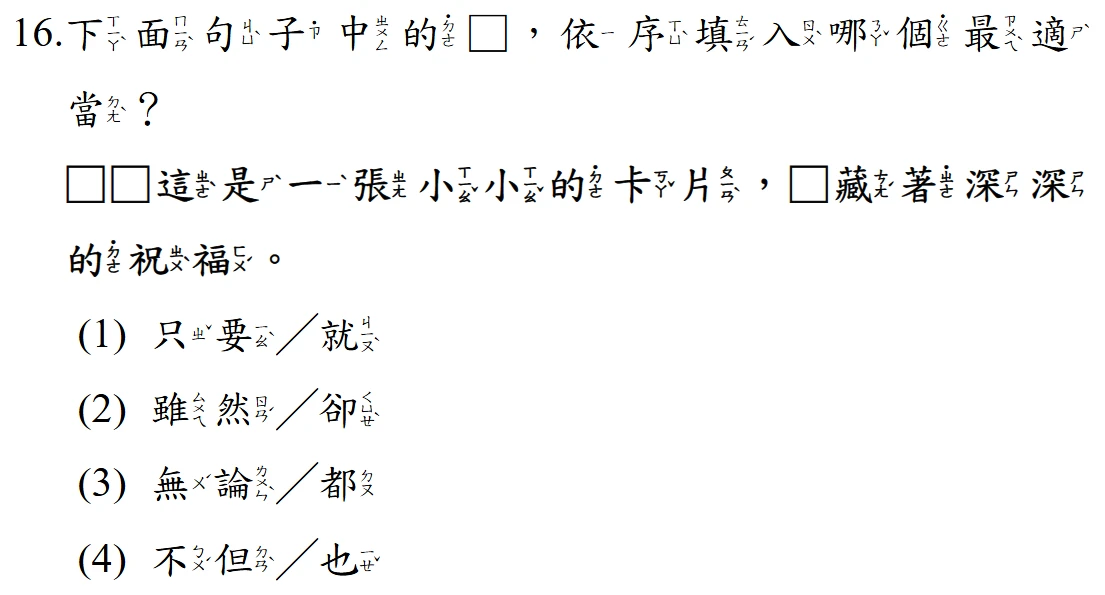 16.下面句子中的□，依序填入哪個最適
當？
□□這是一張小小的卡片，□藏著深深
的祝福。
(1) 只要／就
(2) 雖然／卻
(3) 無論／都
(4) 不但／也